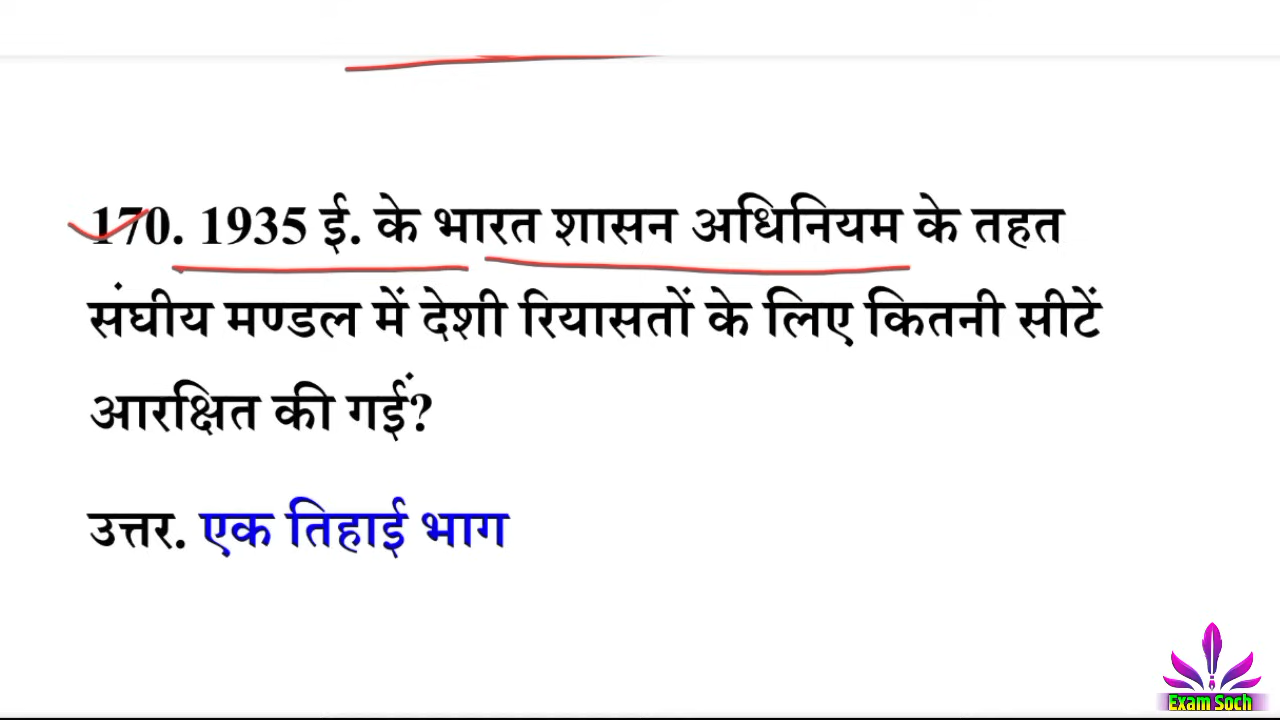 170. 1935 ई. के भारत शासन अधिनियम के तहत
संघीय मण्डल में देशी रियासतों के लिए कितनी सीटें
आरक्षित की गईं?
उत्तर. एक तिहाई भाग
Exam Soch